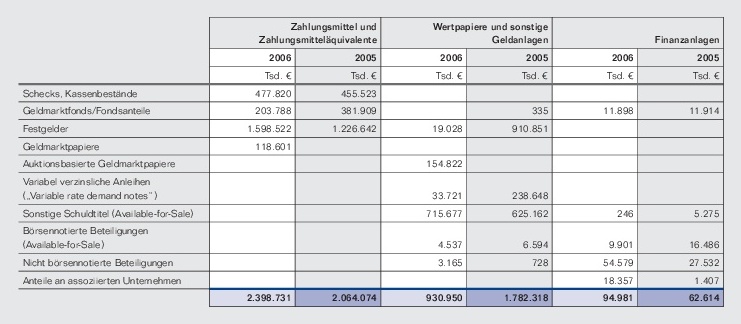 Zahlungsmittel und Wertpapiere und sonstige
Zahlungsmitteläquivalente Geldanlagen Finanzanlagen
2006 2005 2006 2005 2006 2005
Tsd. € Tsd. € Tsd. € Tsd. € Tsd. € Tsd. €
Schecks, Kassenbestände 477.820 455.523
Geldmarktfonds/Fondsanteile 203.788 381.909 335 11.898 11.914
Festgelder 1.598.522 1.226.642 19.028 910.851
Geldmarktpapiere 118.601
Auktionsbasierte Geldmarktpapiere 154.822
Variabel verzinsliche Anleihen
(„Variable rate demand notes“) 33.721 238.648
Sonstige Schuldtitel (Available-for-Sale) 715.677 625.162 246 5.275
Börsennotierte Beteiligungen
(Available-for-Sale) 4.537 6.594 9.901 16.486
Nicht börsennotierte Beteiligungen 3.165 728 54.579 27.532
Anteile an assoziierten Unternehmen 18.357 1.407
2.398.731 2.064.074 930.950 1.782.318 94.981 62.614